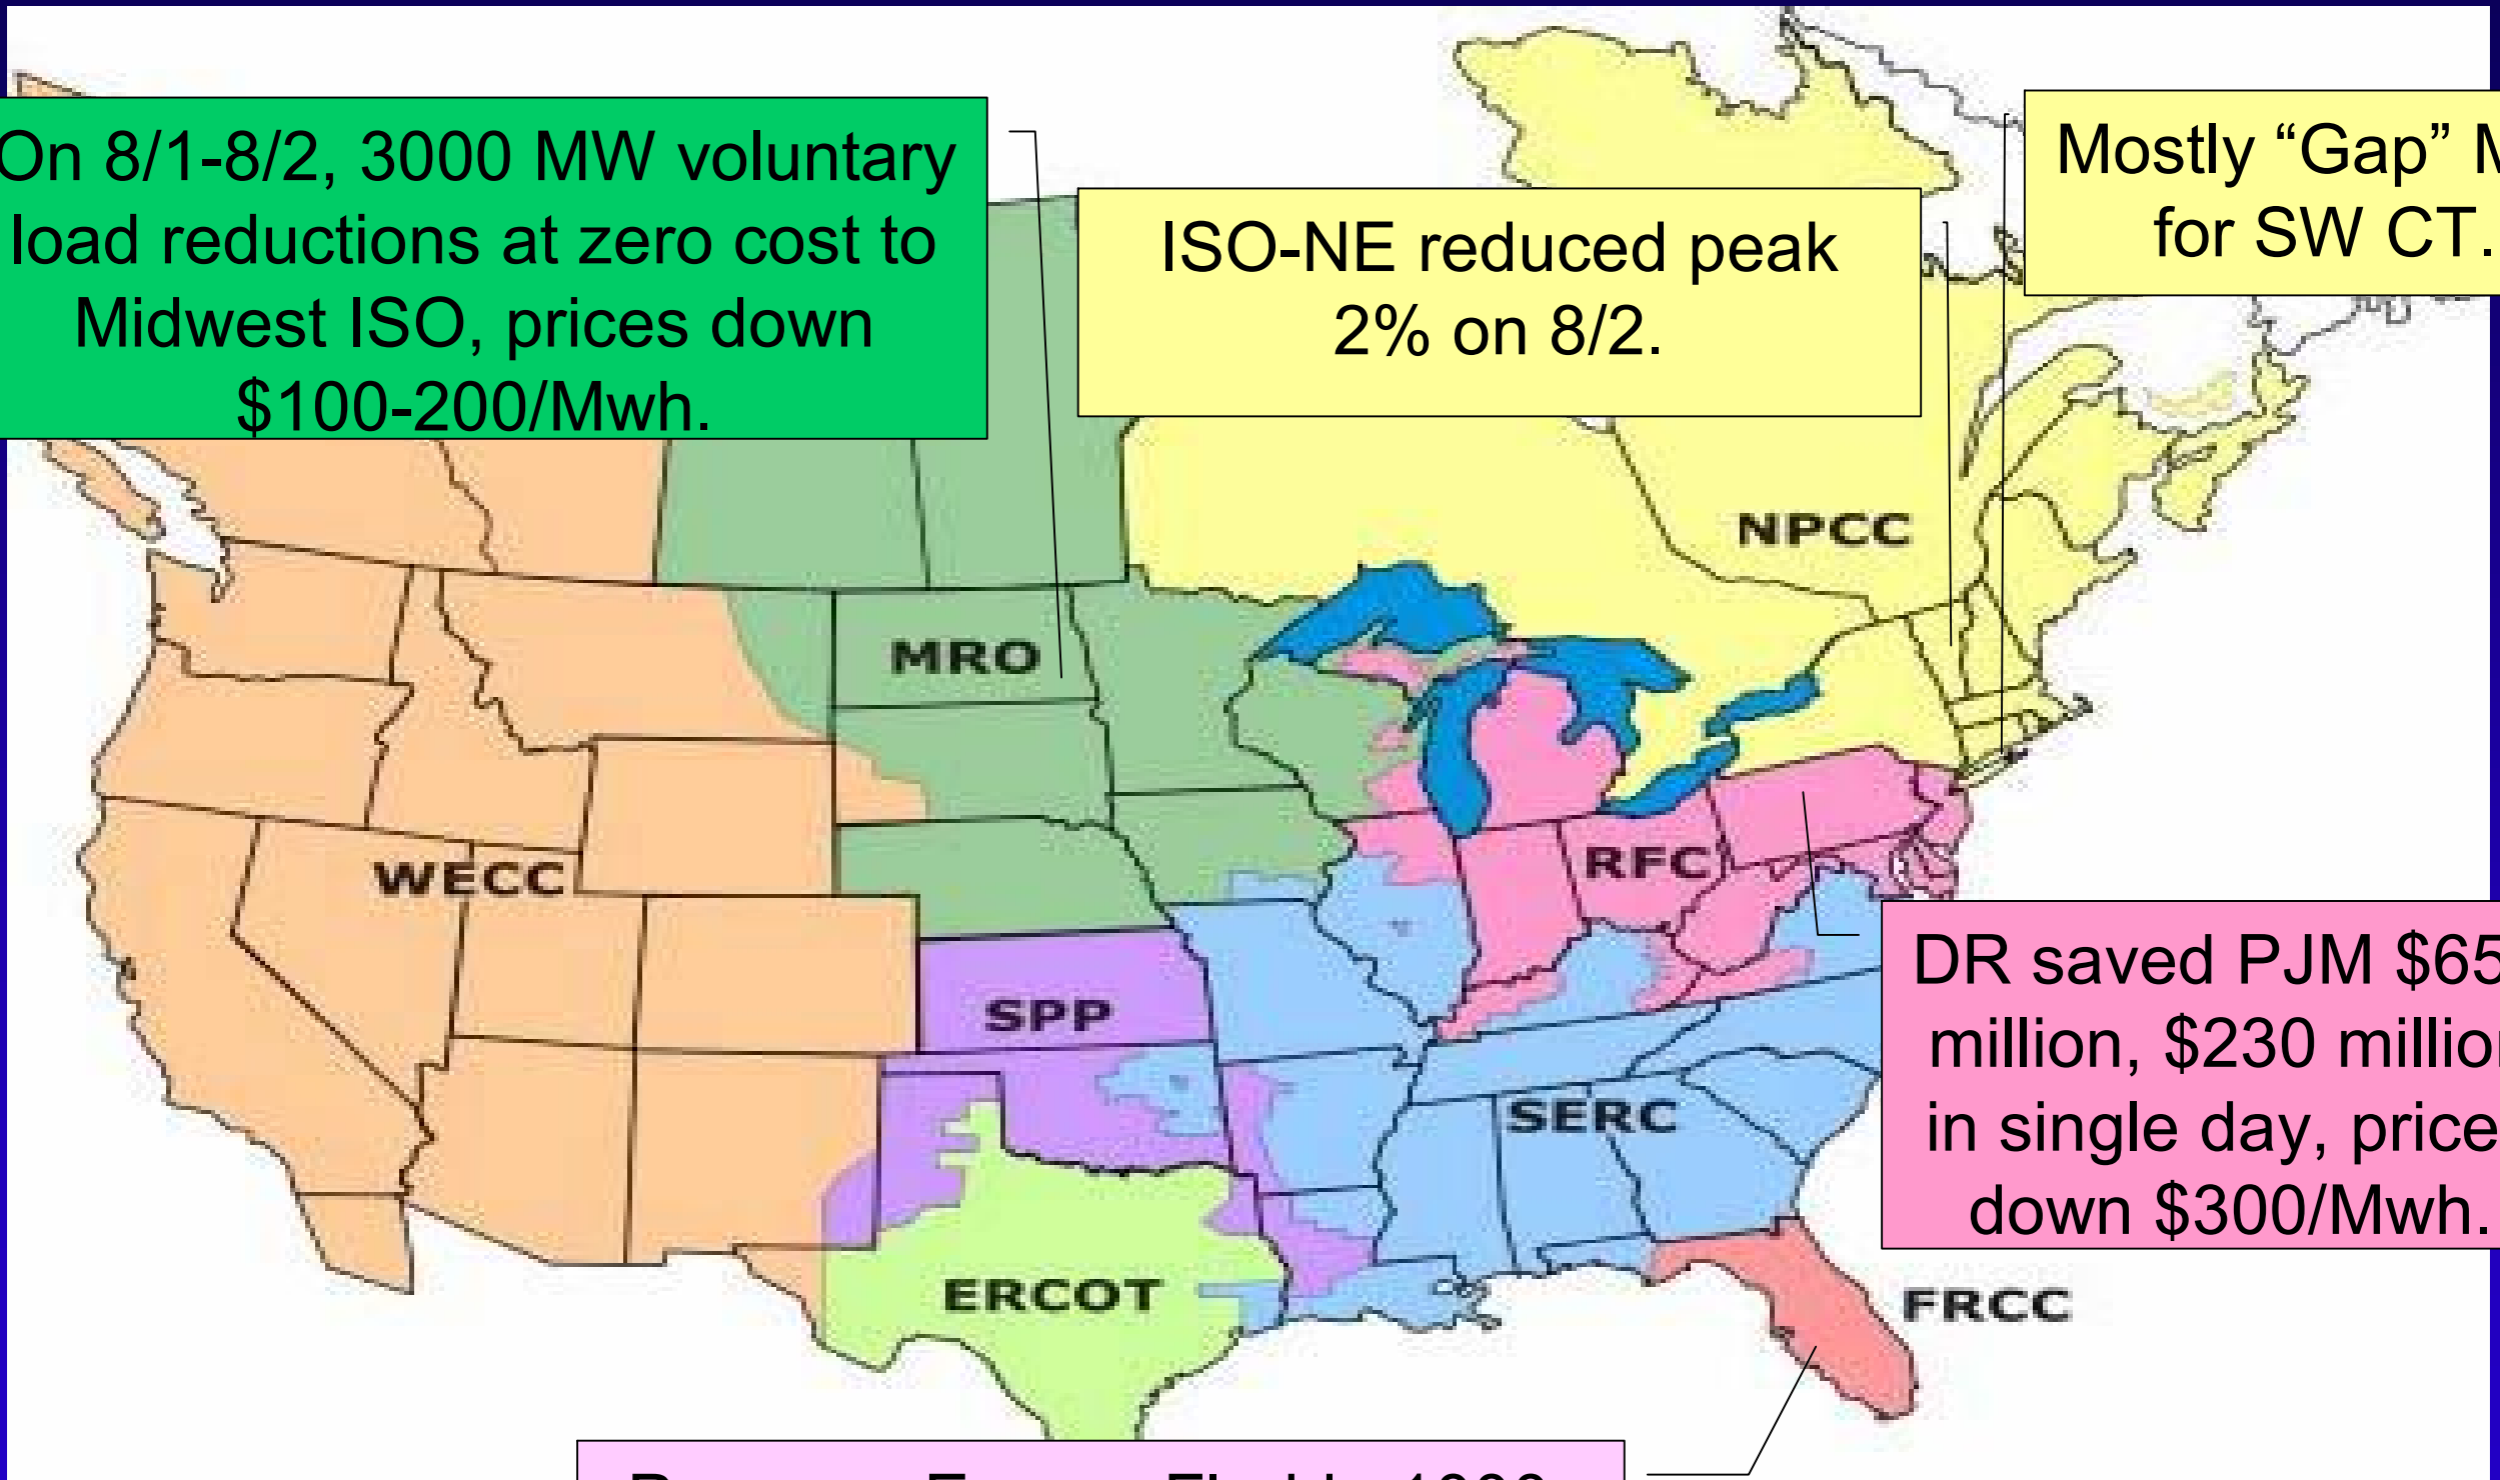 On 8/1-8/2, 3000 MW voluntary
load reductions at zero cost to
Midwest ISO, prices down
$100-200/Mwh.
ISO-NE reduced peak
2% on 8/2.
Mostly “Gap”
for SW CT.
NPCC
MRO
WECC
RFC
SPP
SERC
ERCOT
FRCC
DR saved PJM $65
million, $230 million
in single day, price
down $300/Mwh.